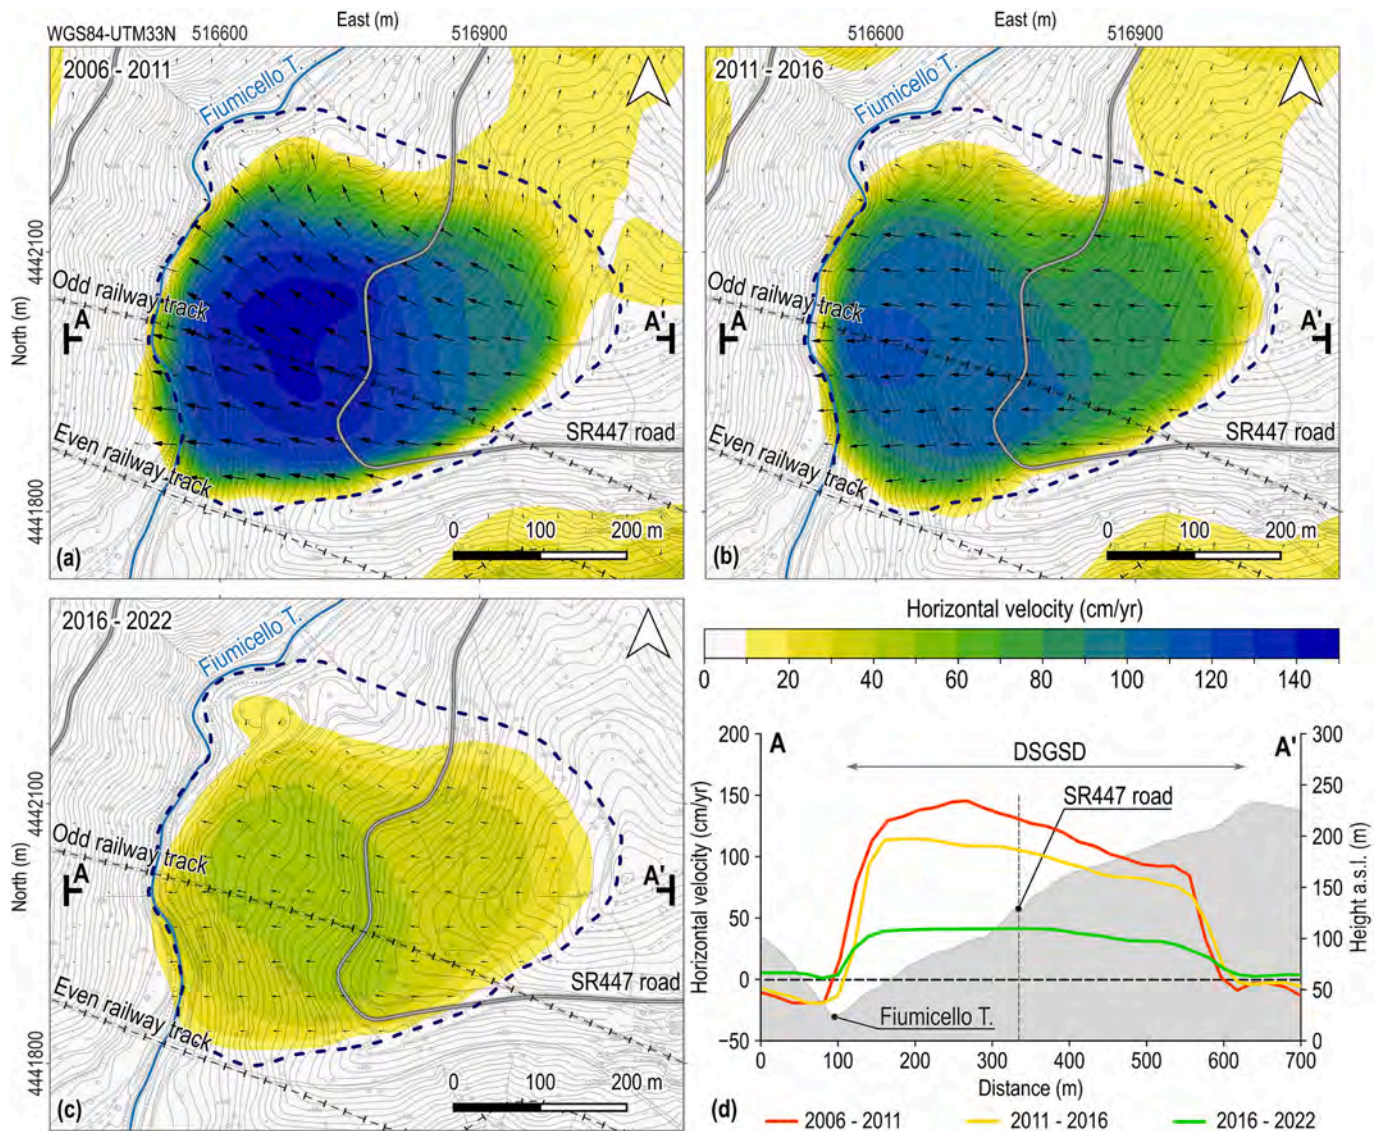 East (m)
East (m)
WGS84-UTM33N
516600
516900
516600
516900
2006 - 2011
Fiumicello T.
2011 - 2016
Fiumicello T.
North (m)
4442100
4441800
Odd railway track
A
A'
Even railway track
SR447 road
0
100
200 m
(a)
Odd railway track
A
A'
Even railway track
SR447 road
0
100
200 m
(b)
2016 - 2022
Fiumicello T.
North (m)
4442100
4441800
Odd railway track
A
A'
Even railway track
SR447 road
0
100
200 m
(c)
Horizontal velocity (cm/yr)
0 20 40 60 80 100 120 140
A
A'
DSGSD
SR447 road
Fiumicello T.
Horizontal velocity (cm/yr)
200
150
100
50
0
−50
Height a.s.l. (m)
300
250
200
150
100
50
0
0 100 200 300 400 500 600 700
Distance (m)
(d)
2006 - 2011
2011 - 2016
2016 - 2022